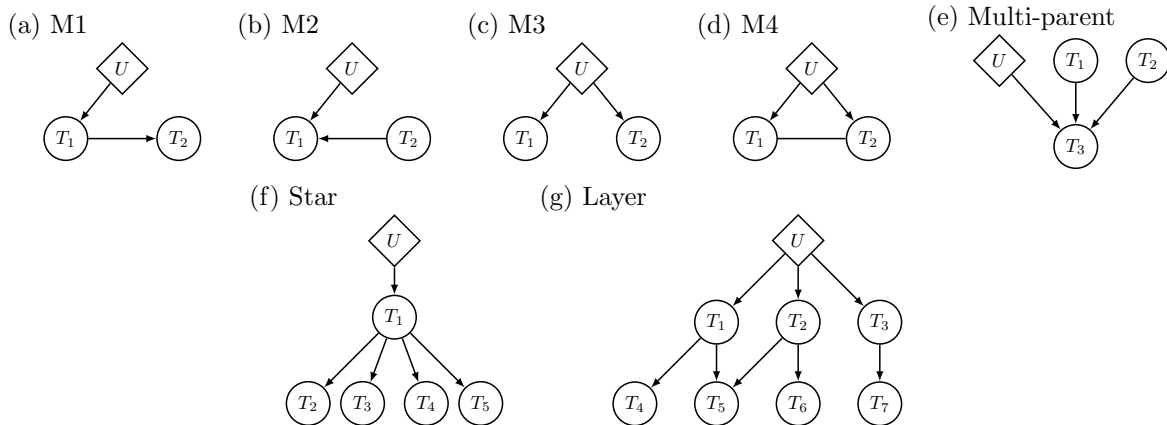 (a) M1
U
T1
T2
(b) M2
U
T1
T2
(c) M3
U
T1
T2
(d) M4
U
T1
T2
(e) Multi-parent
U
T1
T2
T3
(f) Star
U
T1
T2
T3
T4
T5
(g) Layer
U
T1
T2
T3
T4
T5
T6
T7